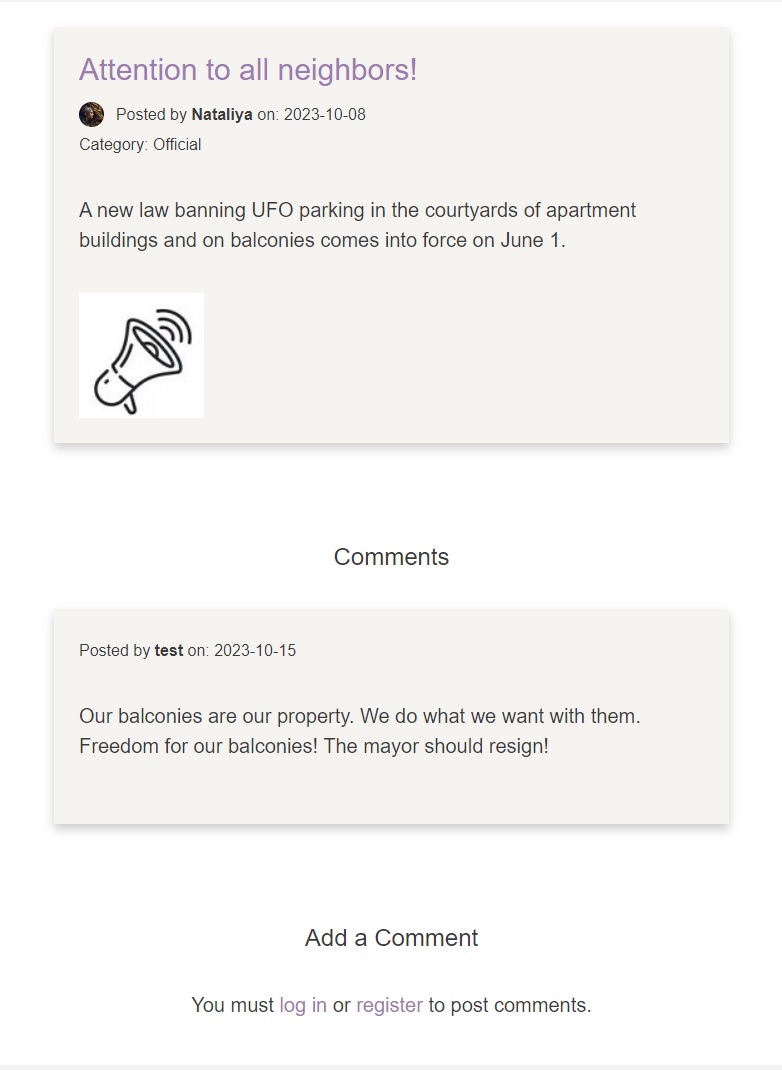 Attention to all neighbors!
Posted by Nataliya on: 2023-10-08
Category: Official
A new law banning UFO parking in the courtyards of apartment
buildings and on balconies comes into force on June 1.
Comments
Posted by test on: 2023-10-15
Our balconies are our property. We do what we want with them.
Freedom for our balconies! The mayor should resign!
Add a Comment
You must log in or register to post comments.